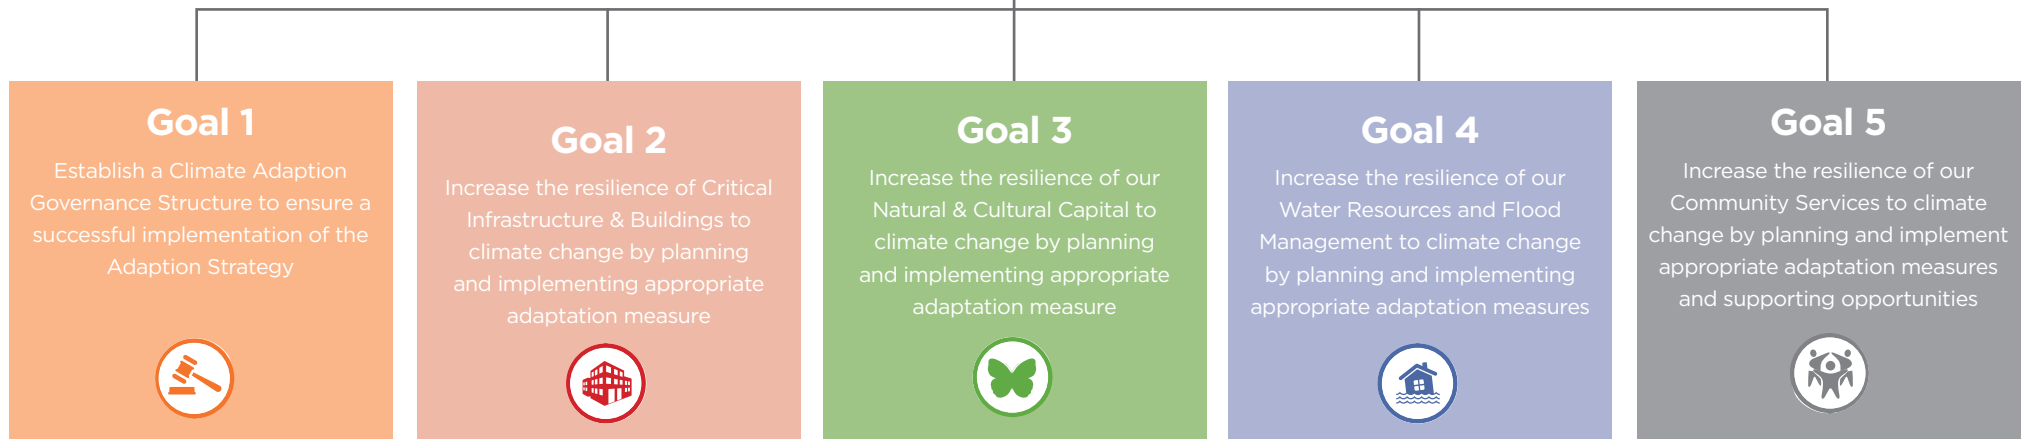 Goal 1
Establish a Climate Adaption
Governance Structure to ensure a
successful implementation of the
Adaption Strategy
Goal 2
Increase the resilience of Critical
Infrastructure & Buildings to
climate change by planning
and implementing appropriate
adaptation measure
Goal 3
Increase the resilience of our
Natural & Cultural Capital to
climate change by planning
and implementing appropriate
adaptation measure
Goal 4
Increase the resilience of our
Water Resources and Flood
Management to climate change
by planning and implementing
appropriate adaptation measures
Goal 5
Increase the resilience of our
Community Services to climate
change by planning and implement
appropriate adaptation measures
and supporting opportunities